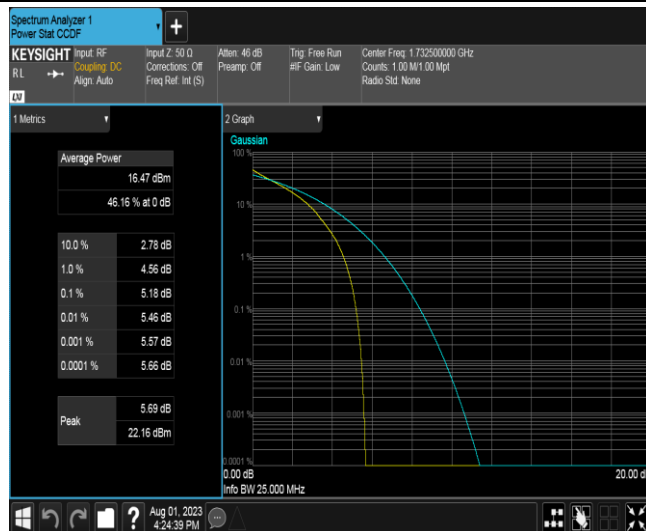 Spectrum Analyzer 1
Power Stat CCDF
+
KEYSIGHT
RL
LXI
Input: RF
Coupling: DC
Align: Auto
Input Z: 50 Ω
Corrections: Off
Freq Ref: Int (S)
Atten: 46 dB
Preamp: Off
Trig: Free Run
#IF Gain: Low
Center Freq: 1.732500000 GHz
Counts: 1.00 M/1.00 Mpt
Radio Std: None
1 Metrics
Average Power
16.47 dBm
46.16 % at 0 dB
10.0 % 2.78 dB
1.0 % 4.56 dB
0.1 % 5.18 dB
0.01 % 5.46 dB
0.001 % 5.57 dB
0.0001 % 5.66 dB
Peak
5.69 dB
22.16 dBm
2 Graph
Gaussian
100 %
10 %
1 %
0.1 %
0.01 %
0.001 %
0.0001 %
0.00 dB
20.00 d
Info BW 25.000 MHz
?
Aug 01, 2023
4:24:39 PM